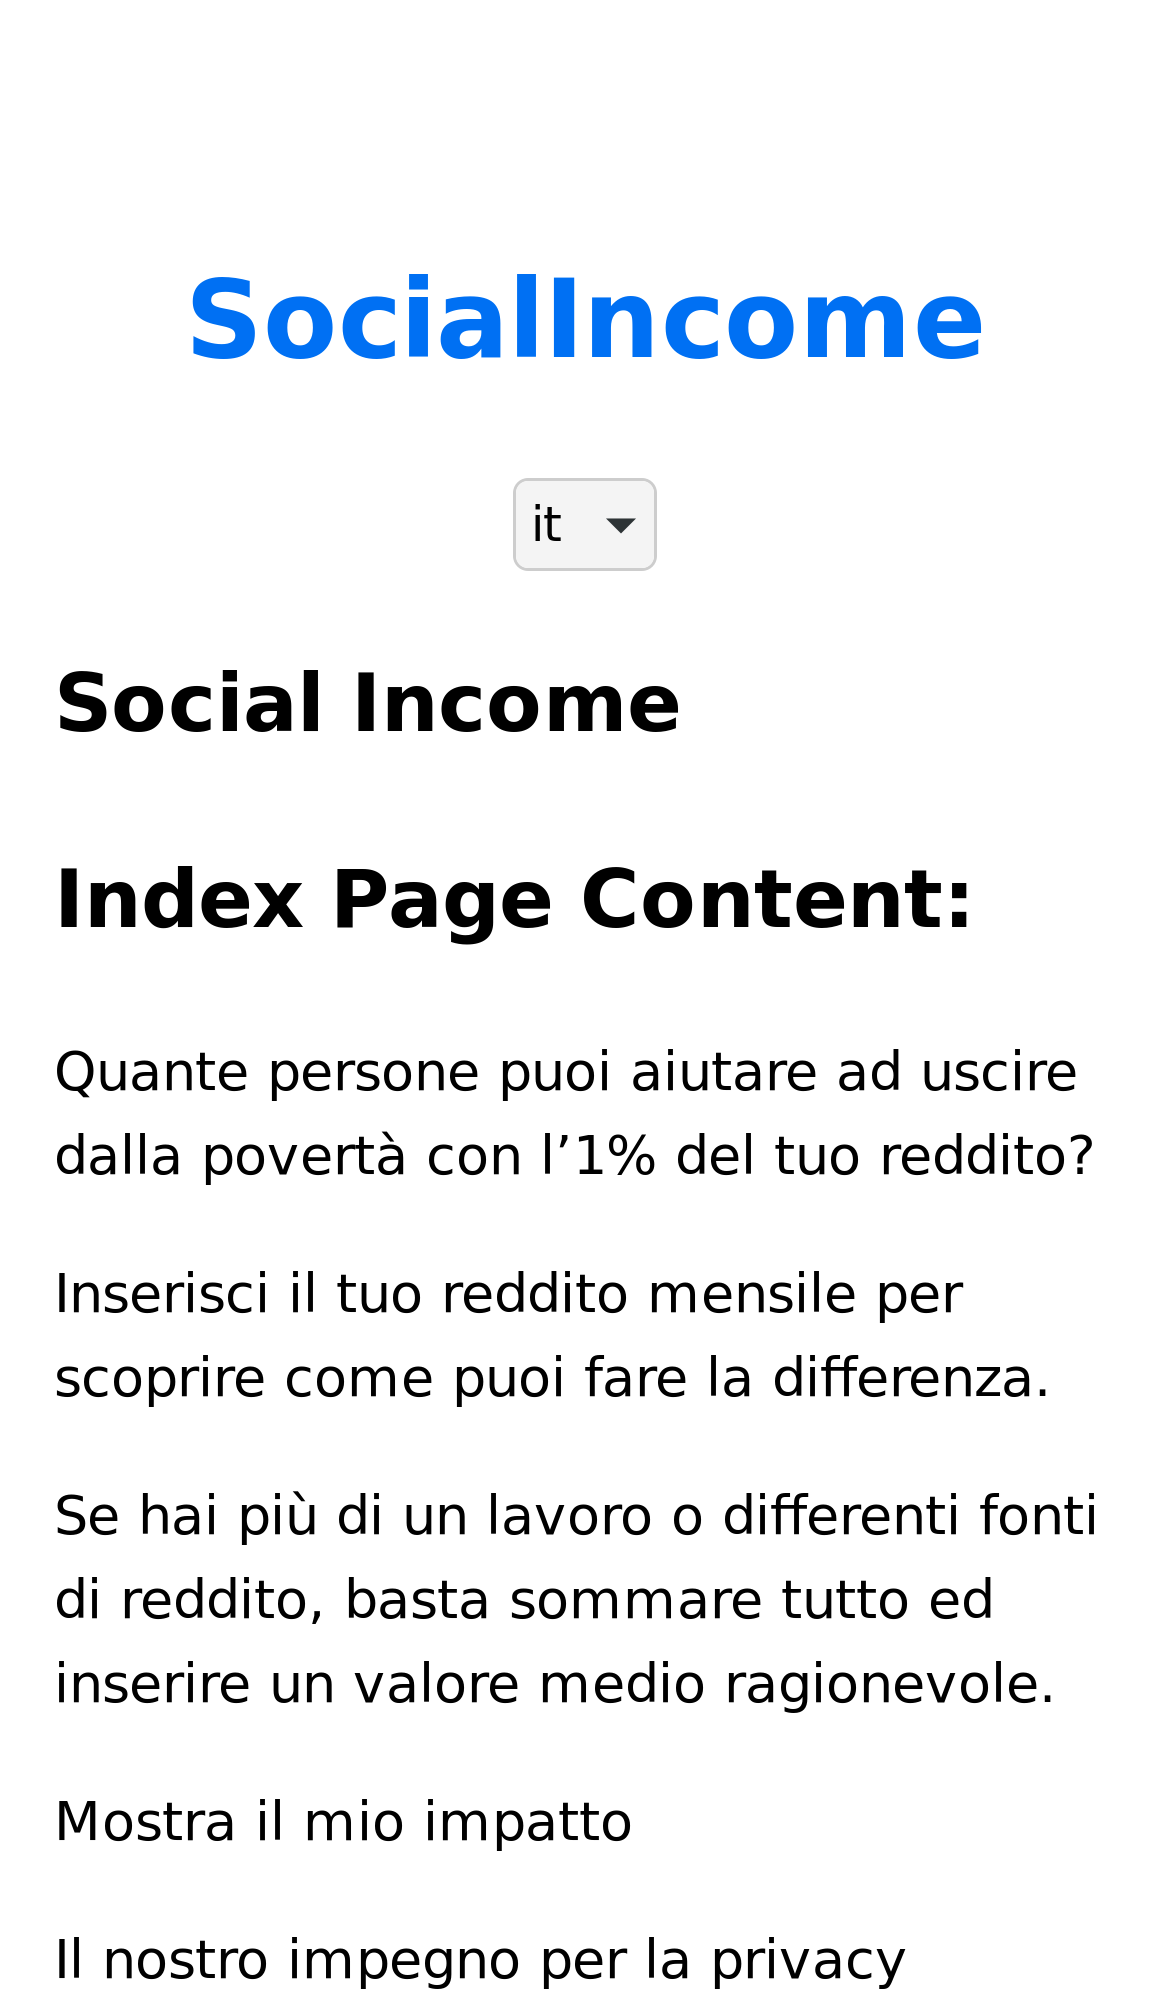 SocialIncome
it
Social Income
Index Page Content:
Quante persone puoi aiutare ad uscire
dalla povertà con l’1% del tuo reddito?
Inserisci il tuo reddito mensile per
scoprire come puoi fare la differenza.
Se hai più di un lavoro o differenti fonti
di reddito, basta sommare tutto ed
inserire un valore medio ragionevole.
Mostra il mio impatto
Il nostro impegno per la privacy